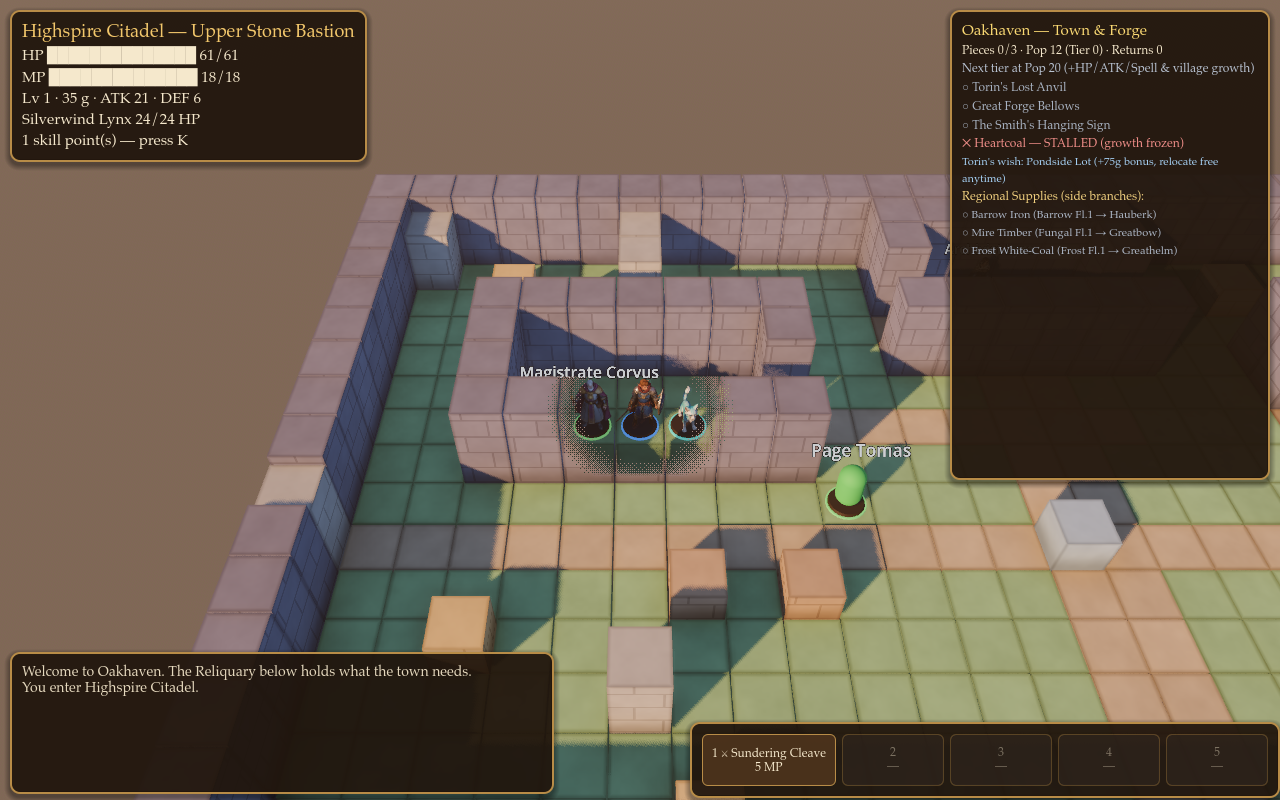 Highspire Citadel — Upper Stone Bastion
HP 61/61
MP 18/18
Lv 1 · 35 g · ATK 21 · DEF 6
Silverwind Lynx 24/24 HP
1 skill point(s) — press K
Oakhaven — Town & Forge
Pieces 0/3 · Pop 12 (Tier 0) · Returns 0
Next tier at Pop 20 (+HP/ATK/Spell & village growth)
○ Torin's Lost Anvil
○ Great Forge Bellows
○ The Smith's Hanging Sign
✕ Heartcoal — STALLED (growth frozen)
Torin's wish: Pondside Lot (+75g bonus, relocate free
anytime)
Regional Supplies (side branches):
○ Barrow Iron (Barrow Fl.1 → Hauberk)
○ Mire Timber (Fungal Fl.1 → Greatbow)
○ Frost White-Coal (Frost Fl.1 → Greathelm)
Magistrate Corvus
Page Tomas
Welcome to Oakhaven. The Reliquary below holds what the town needs.
You enter Highspire Citadel.
1 ⚔ Sundering Cleave
5 MP
2
—
3
—
4
—
5
—